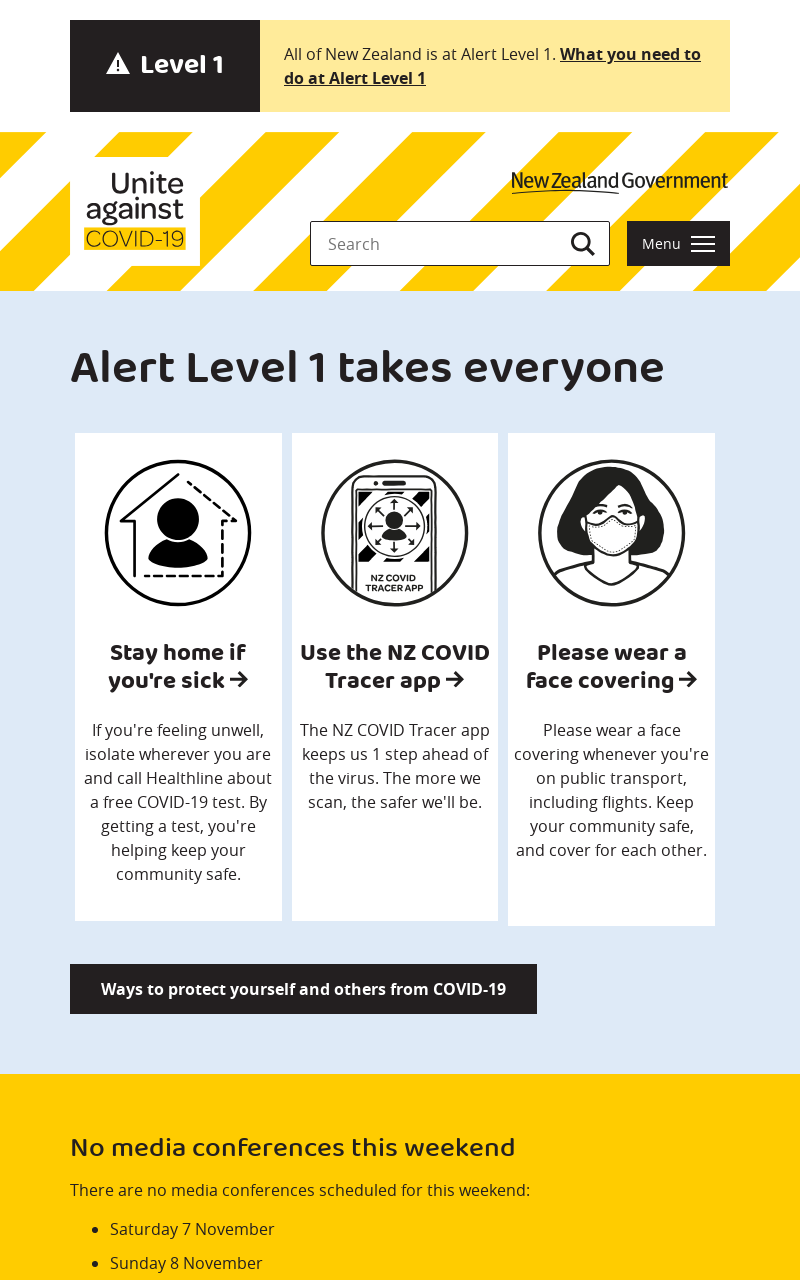 Level 1
All of New Zealand is at Alert Level 1. What you need to
do at Alert Level 1
Unite
against
COVID-19
New Zealand Government
Search
Menu
Alert Level 1 takes everyone
NZ COVID
TRACER APP
Stay home if
you're sick →
If you're feeling unwell,
isolate wherever you are
and call Healthline about
a free COVID-19 test. By
getting a test, you're
helping keep your
community safe.
Use the NZ COVID
Tracer app →
The NZ COVID Tracer app
keeps us 1 step ahead of
the virus. The more we
scan, the safer we'll be.
Please wear a
face covering →
Please wear a face
covering whenever you're
on public transport,
including flights. Keep
your community safe,
and cover for each other.
Ways to protect yourself and others from COVID-19
No media conferences this weekend
There are no media conferences scheduled for this weekend:
• Saturday 7 November
• Sunday 8 November